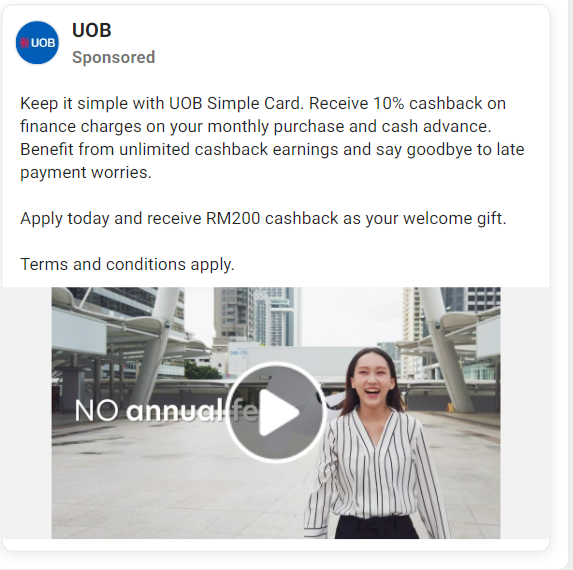 UOB
UOB
Sponsored
Keep it simple with UOB Simple Card. Receive 10% cashback on
finance charges on your monthly purchase and cash advance.
Benefit from unlimited cashback earnings and say goodbye to late
payment worries.
Apply today and receive RM200 cashback as your welcome gift.
Terms and conditions apply.
NO annual